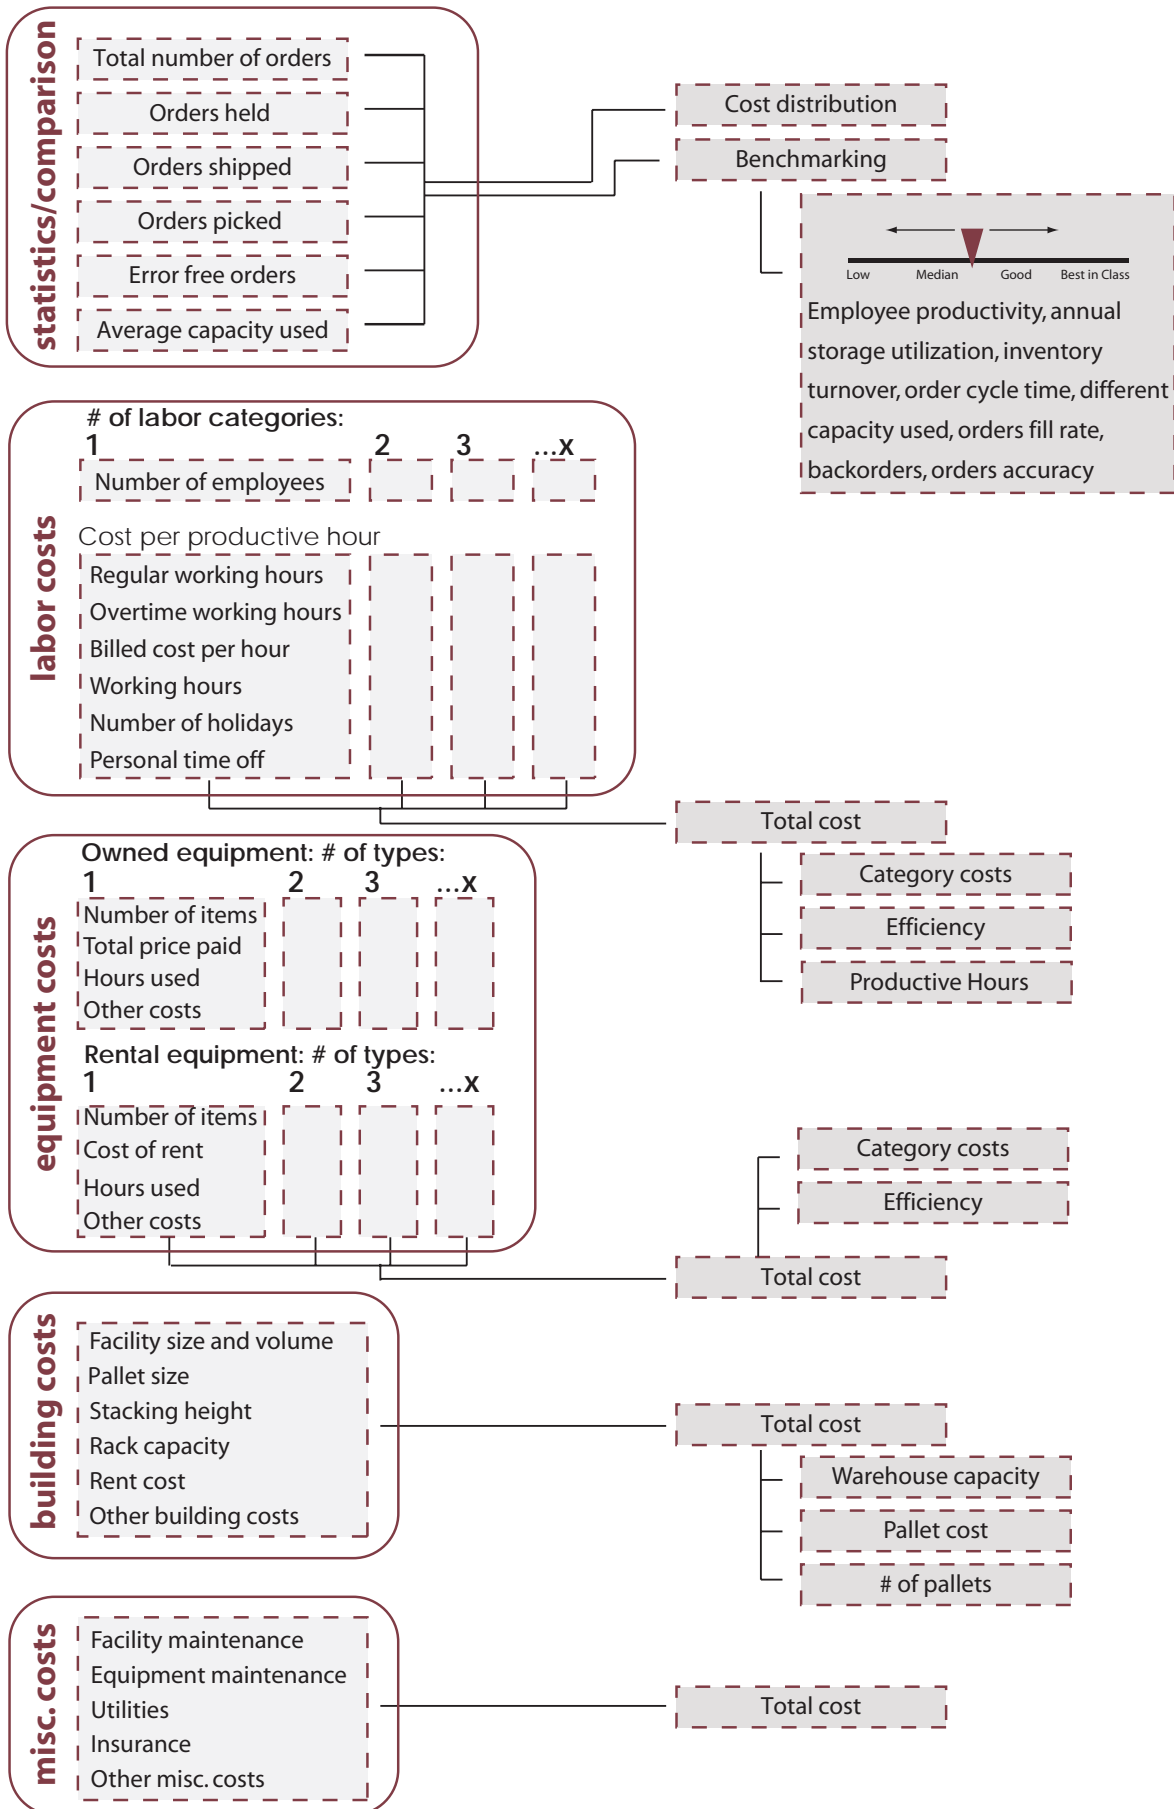 statistics/comparison
Total number of orders
Orders held
Orders shipped
Orders picked
Error free orders
Average capacity used
Cost distribution
Benchmarking
Low Median Good Best in Class
Employee productivity, annual
storage utilization, inventory
turnover, order cycle time, different
capacity used, orders fill rate,
backorders, orders accuracy
labor costs
# of labor categories:
1 2 3 ...x
Number of employees
Cost per productive hour
Regular working hours
Overtime working hours
Billed cost per hour
Working hours
Number of holidays
Personal time off
Total cost
Category costs
Efficiency
Productive Hours
equipment costs
Owned equipment: # of types:
1 2 3 ...x
Number of items
Total price paid
Hours used
Other costs
Rental equipment: # of types:
1 2 3 ...x
Number of items
Cost of rent
Hours used
Other costs
Category costs
Efficiency
Total cost
building costs
Facility size and volume
Pallet size
Stacking height
Rack capacity
Rent cost
Other building costs
Total cost
Warehouse capacity
Pallet cost
# of pallets
misc. costs
Facility maintenance
Equipment maintenance
Utilities
Insurance
Other misc. costs
Total cost